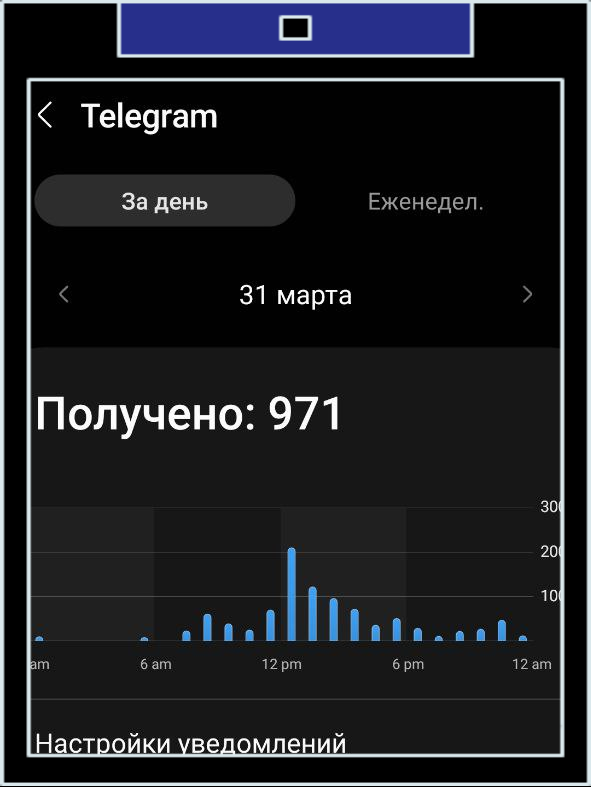 Telegram
За день Еженедел.
31 марта
Получено: 971
300
200
100
am 6 am 12 pm 6 pm 12 am
Настройки уведомлений